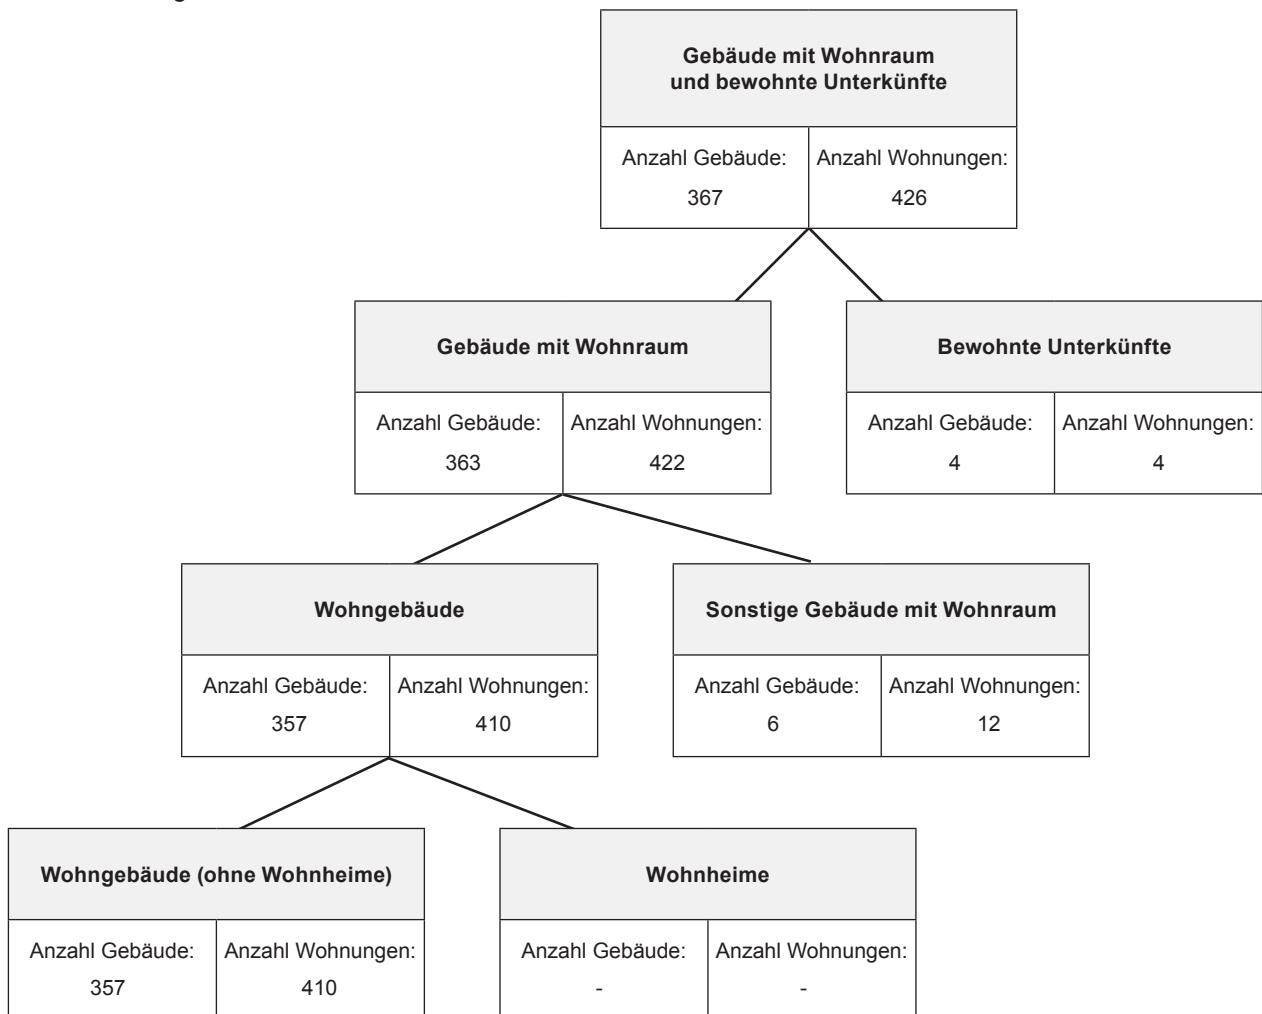 Gebäude mit Wohnraum
und bewohnte Unterkünfte
Anzahl Gebäude: Anzahl Wohnungen:
367 426
Gebäude mit Wohnraum
Anzahl Gebäude: Anzahl Wohnungen:
363 422
Bewohnte Unterkünfte
Anzahl Gebäude: Anzahl Wohnungen:
4 4
Wohngebäude
Anzahl Gebäude: Anzahl Wohnungen:
357 410
Sonstige Gebäude mit Wohnraum
Anzahl Gebäude: Anzahl Wohnungen:
6 12
Wohngebäude (ohne Wohnheime)
Anzahl Gebäude: Anzahl Wohnungen:
357 410
Wohnheime
Anzahl Gebäude: Anzahl Wohnungen:
- -